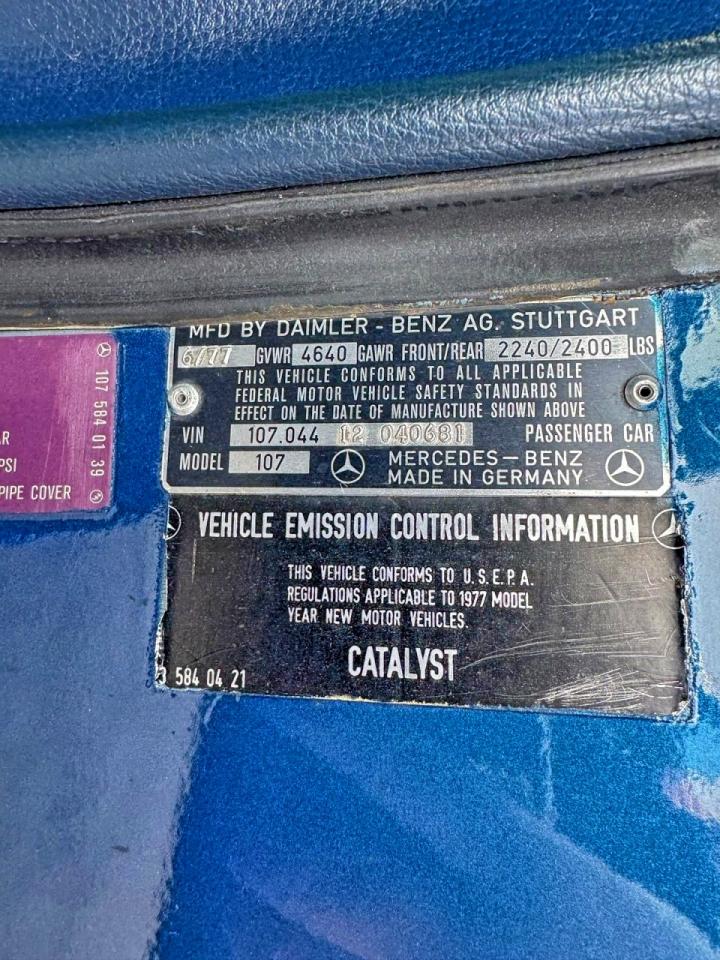 MFD BY DAIMLER - BENZ AG. STUTTGART
6/77 GVWR 4640 GAWR FRONT/REAR 2240/2400 LBS
THIS VEHICLE CONFORMS TO ALL APPLICABLE
FEDERAL MOTOR VEHICLE SAFETY STANDARDS IN
EFFECT ON THE DATE OF MANUFACTURE SHOWN ABOVE
VIN 107.044 12 040681 PASSENGER CAR
MODEL 107 MERCEDES-BENZ
MADE IN GERMANY
VEHICLE EMISSION CONTROL INFORMATION
THIS VEHICLE CONFORMS TO U.S.E.P.A.
REGULATIONS APPLICABLE TO 1977 MODEL
YEAR NEW MOTOR VEHICLES.
CATALYST
584 04 21
PSI
PIPE COVER
107 584 01 39